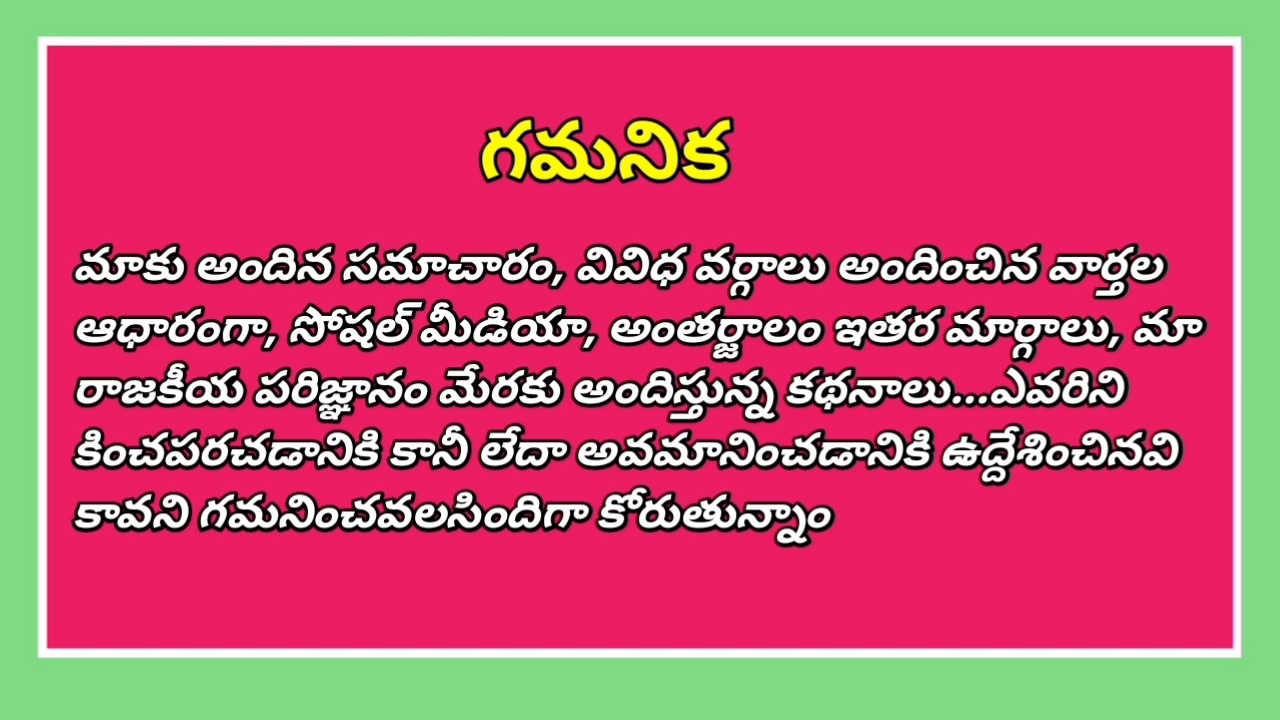 గమనిక
మాకు అందిన సమాచారం, వివిధ వర్గాలు అందించిన వార్తల
ఆధారంగా, సోషల్ మీడియా, అంతర్జాలం ఇతర మార్గాలు, మా
రాజకీయ పరిజ్ఞానం మేరకు అందిస్తున్న కథనాలు...ఎవరిని
కించపరచడానికి కానీ లేదా అవమానించడానికి ఉద్దేశించినవి
కావని గమనించవలసిందిగా కోరుతున్నాం